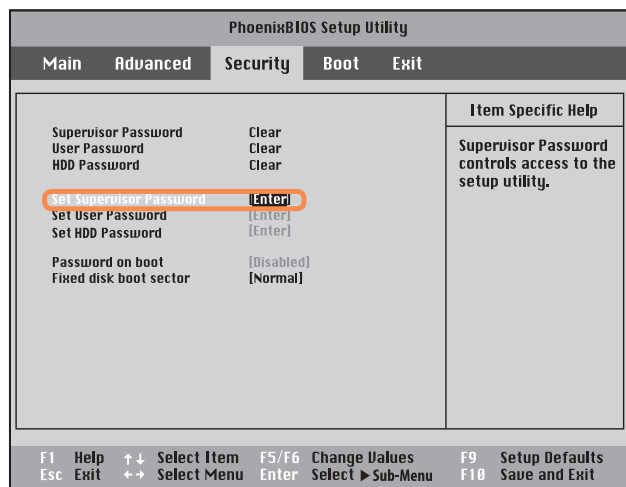 PhoenixBIOS Setup Utility
Main Advanced Security Boot Exit
Item Specific Help
Supervisor Password Clear
User Password Clear
HDD Password Clear
Supervisor Password
controls access to the
setup utility.
Set Supervisor Password [Enter]
Set User Password [Enter]
Set HDD Password [Enter]
Password on boot [Disabled]
Fixed disk boot sector [Normal]
F1 Help ↑↓ Select Item F5/F6 Change Values F9 Setup Defaults
Esc Exit ←→ Select Menu Enter Select ▶ Sub-Menu F10 Save and Exit